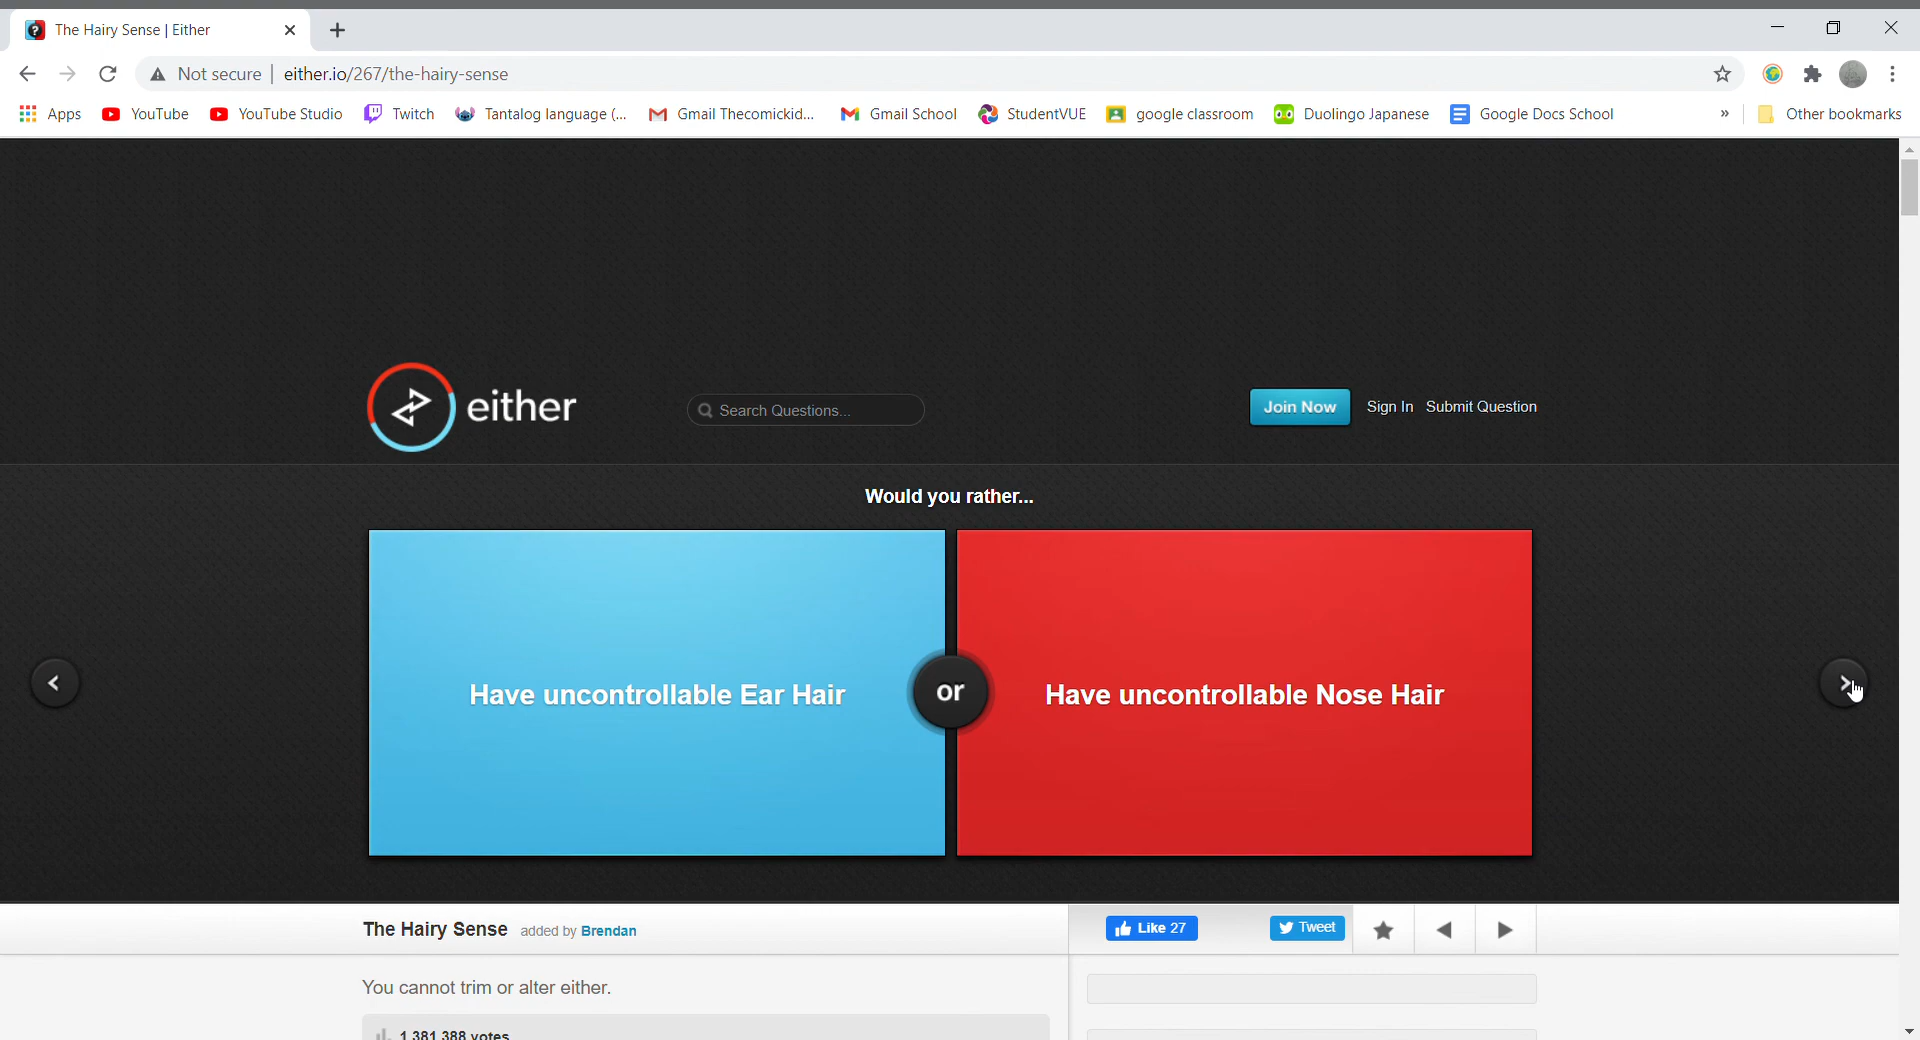 The Hairy Sense | Either
Not secure | either.io/267/the-hairy-sense
Apps YouTube YouTube Studio Twitch Tantalog language (... Gmail Thecomickid... Gmail School StudentVUE google classroom Duolingo Japanese Google Docs School » Other bookmarks
either
Search Questions...
Join Now Sign In Submit Question
Would you rather...
Have uncontrollable Ear Hair or Have uncontrollable Nose Hair
The Hairy Sense added by Brendan
Like 27 Tweet
You cannot trim or alter either.
1,381,388 votes